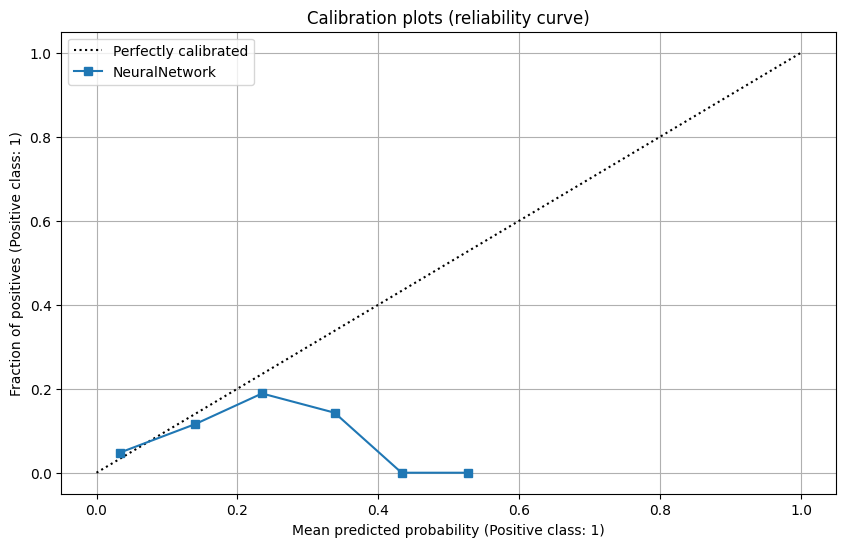 Calibration plots (reliability curve)
Perfectly calibrated
NeuralNetwork
1.0
0.8
0.6
0.4
0.2
0.0
Fraction of positives (Positive class: 1)
0.0 0.2 0.4 0.6 0.8 1.0
Mean predicted probability (Positive class: 1)